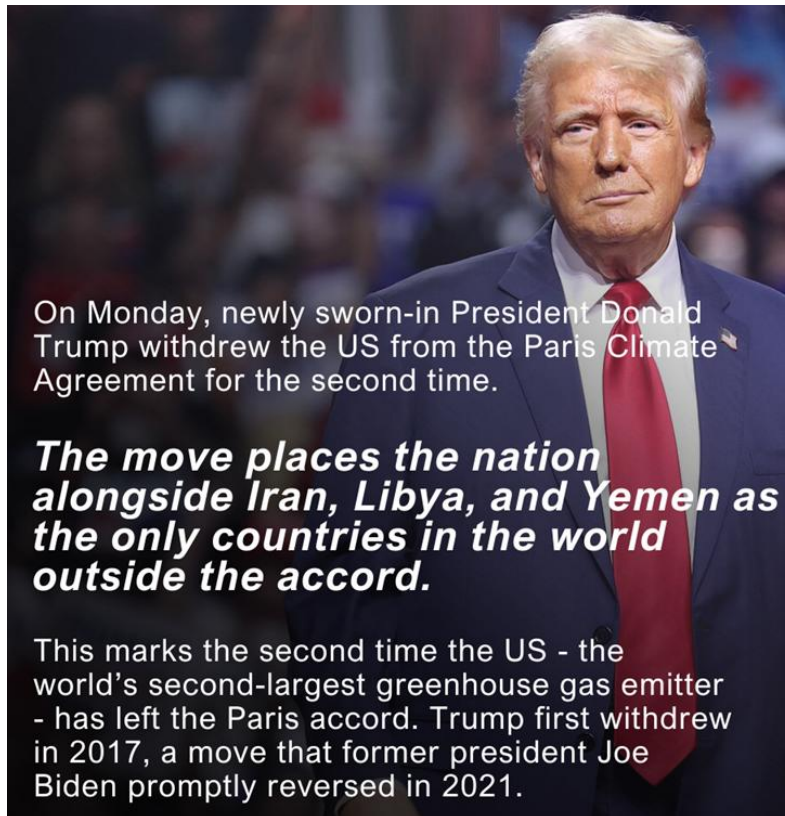 On Monday, newly sworn-in President Donald
Trump withdrew the US from the Paris Climate
Agreement for the second time.
The move places the nation
alongside Iran, Libya, and Yemen as
the only countries in the world
outside the accord.
This marks the second time the US - the
world’s second-largest greenhouse gas emitter
- has left the Paris accord. Trump first withdrew
in 2017, a move that former president Joe
Biden promptly reversed in 2021.